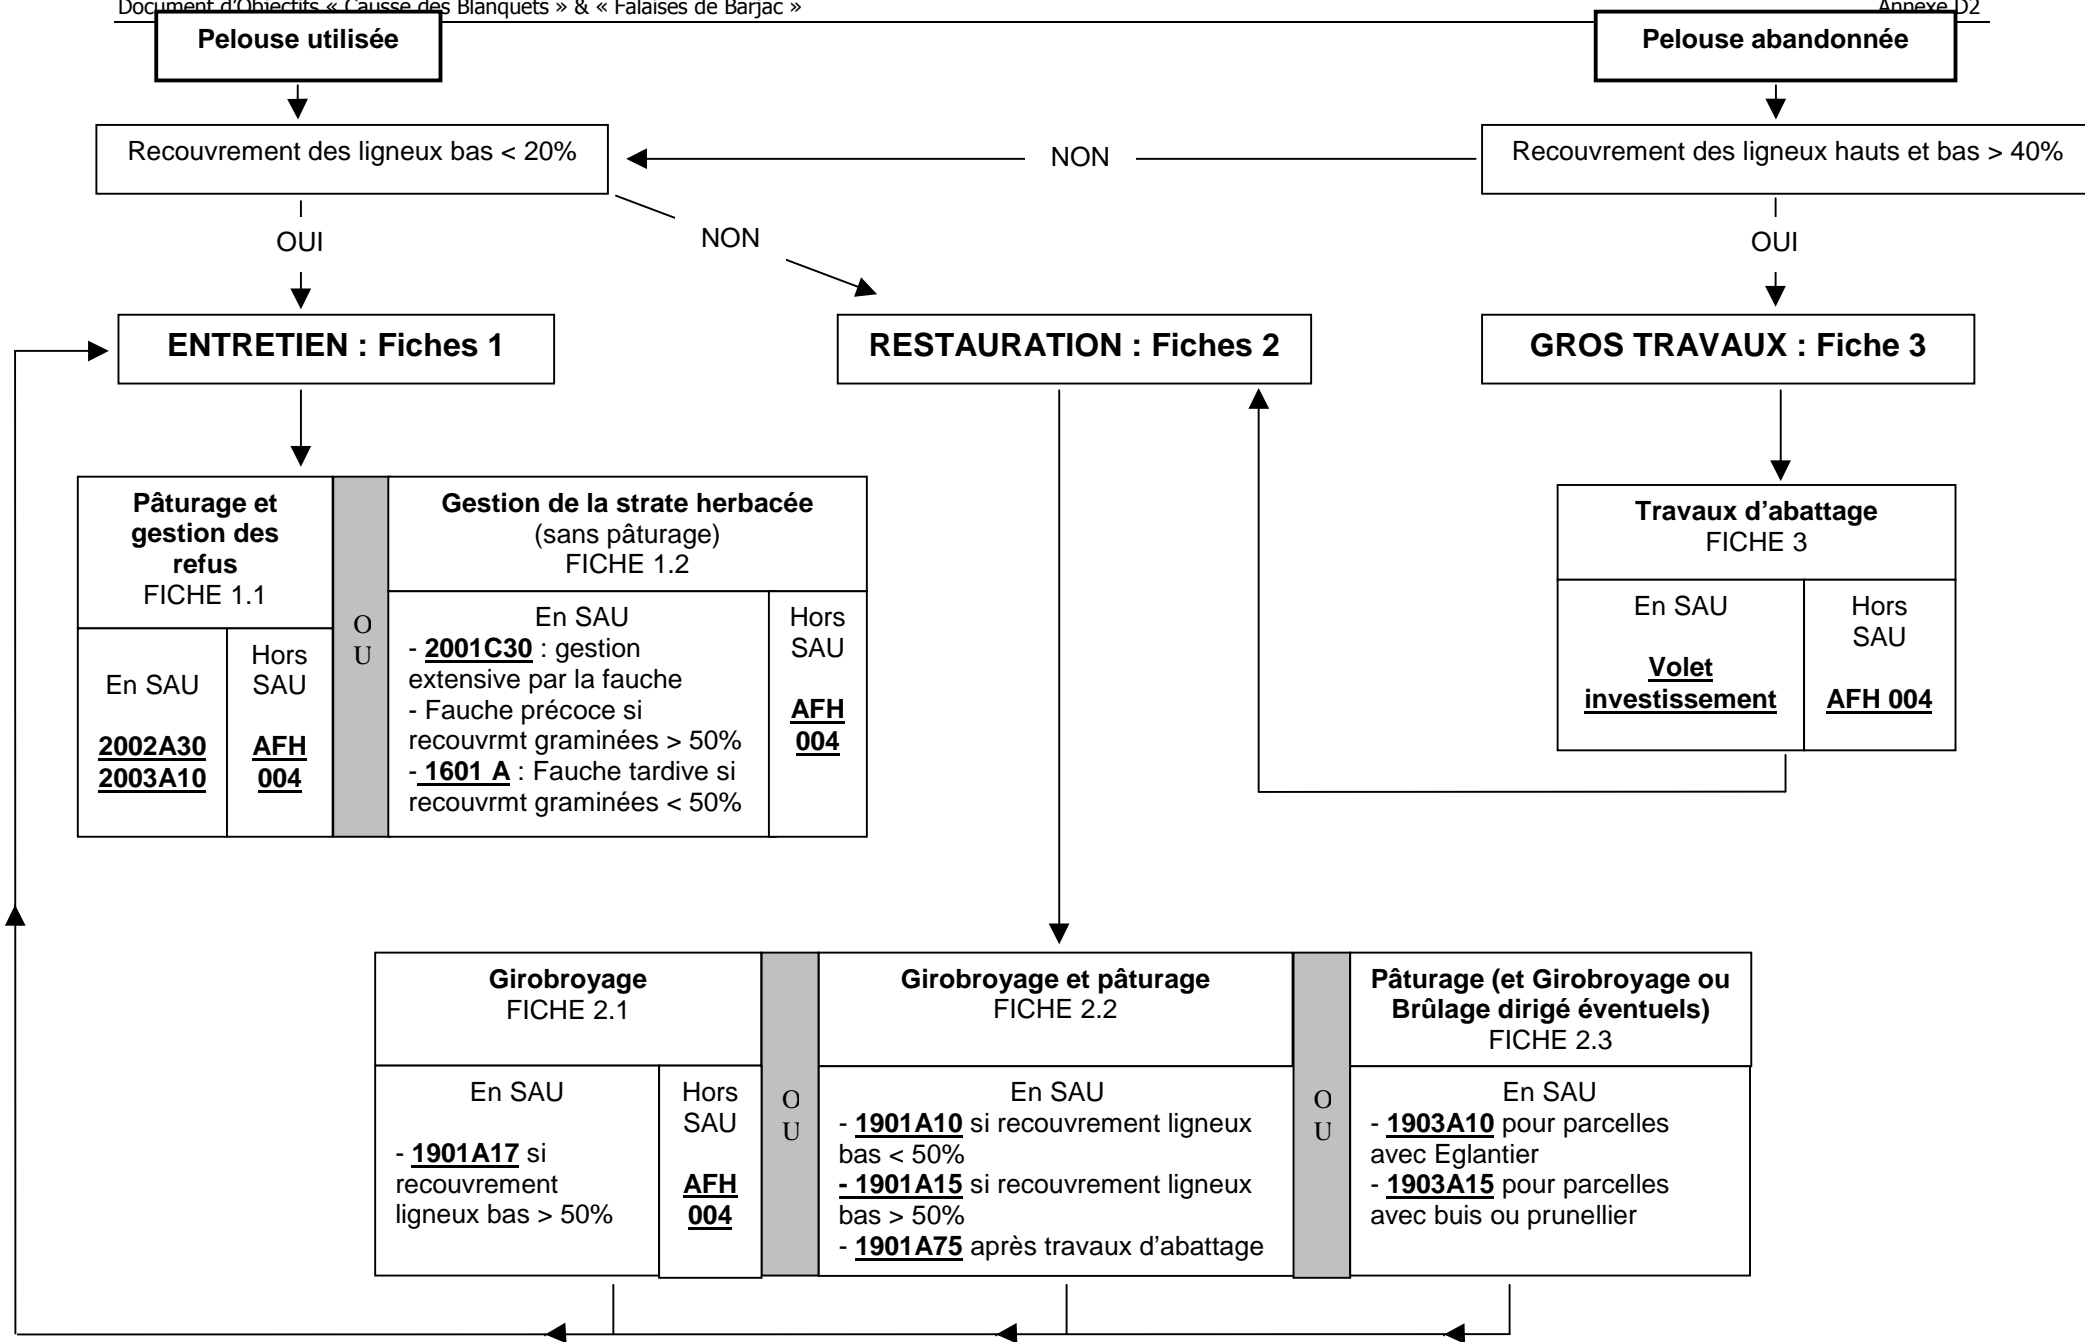 Document d'Objectifs « Causse des Blanquets » & « Falaises de Barjac »
Annexe D2
Pelouse utilisée
Pelouse abandonnée
Recouvrement des ligneux bas < 20%
NON
Recouvrement des ligneux hauts et bas > 40%
OUI
NON
OUI
ENTRETIEN : Fiches 1
RESTAURATION : Fiches 2
GROS TRAVAUX : Fiche 3
Pâturage et
gestion des
refus
FICHE 1.1
En SAU
2002A30
2003A10
Hors
SAU
AFH
004
O
U
Gestion de la strate herbacée
(sans pâturage)
FICHE 1.2
En SAU
- 2001C30 : gestion
extensive par la fauche
- Fauche précoce si
recouvrmt graminées > 50%
- 1601 A : Fauche tardive si
recouvrmt graminées < 50%
Hors
SAU
AFH
004
Travaux d'abattage
FICHE 3
En SAU
Volet
investissement
Hors
SAU
AFH 004
Girobroyage
FICHE 2.1
En SAU
- 1901A17 si
recouvrement
ligneux bas > 50%
Hors
SAU
AFH
004
O
U
Girobroyage et pâturage
FICHE 2.2
En SAU
- 1901A10 si recouvrement ligneux
bas < 50%
- 1901A15 si recouvrement ligneux
bas > 50%
- 1901A75 après travaux d'abattage
O
U
Pâturage (et Girobroyage ou
Brûlage dirigé éventuels)
FICHE 2.3
En SAU
- 1903A10 pour parcelles
avec Eglantier
- 1903A15 pour parcelles
avec buis ou prunellier